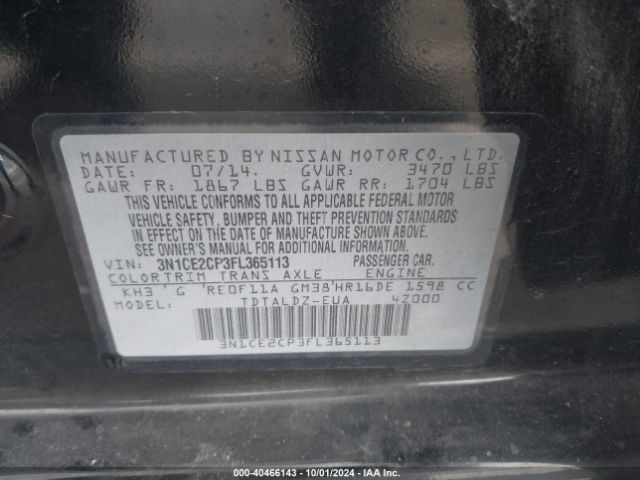 MANUFACTURED BY NISSAN MOTOR CO., LTD.
DATE: 07/14. GVWR: 3470 LBS
GAWR FR: 1867 LBS GAWR RR: 1704 LBS
THIS VEHICLE CONFORMS TO ALL APPLICABLE FEDERAL MOTOR
VEHICLE SAFETY, BUMPER AND THEFT PREVENTION STANDARDS
IN EFFECT ON THE DATE OF MANUFACTURE SHOWN ABOVE.
SEE OWNER'S MANUAL FOR ADDITIONAL INFORMATION.
VIN: 3N1CE2CP3FL365113 PASSENGER CAR.
COLOR TRIM TRANS AXLE ENGINE
KH3 ' G 'RE0F11A GM38'HR16DE 1598 CC
MODEL: TDTALDZ-EUA 4Z000
3N1CE2CP3FL365113
000-40466143 - 10/01/2024 - IAA Inc.